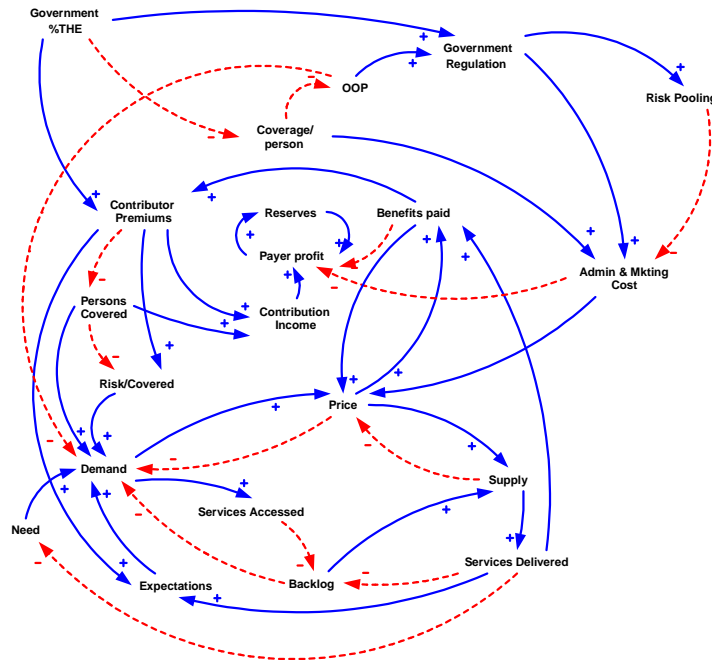 Government
%THE
Government
Regulation
OOP
Risk Pooling
Coverage/
person
Contributor
Premiums
Reserves
Benefits paid
Payer profit
Admin & Mkting
Cost
Persons
Covered
Contribution
Income
Risk/Covered
Price
Demand
Supply
Services Accessed
Need
Services Delivered
Expectations
Backlog